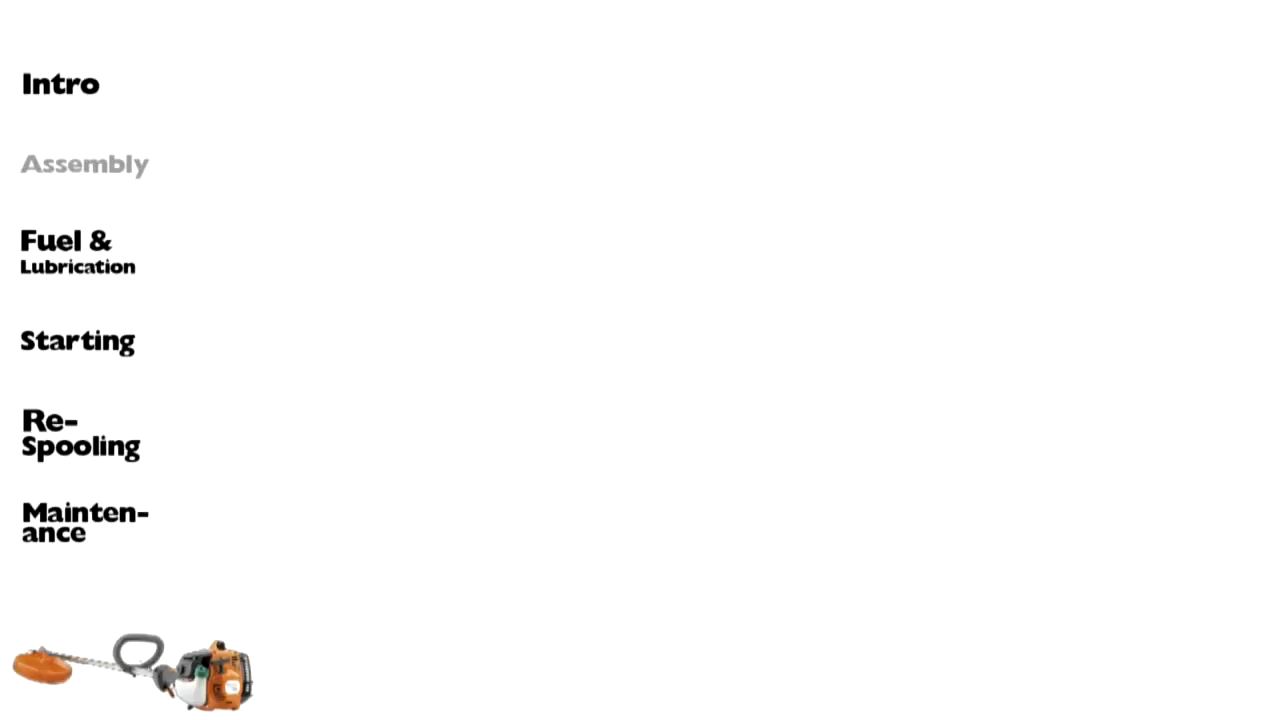 Intro
Assembly
Fuel &
Lubrication
Starting
Re-
Spooling
Mainten-
ance